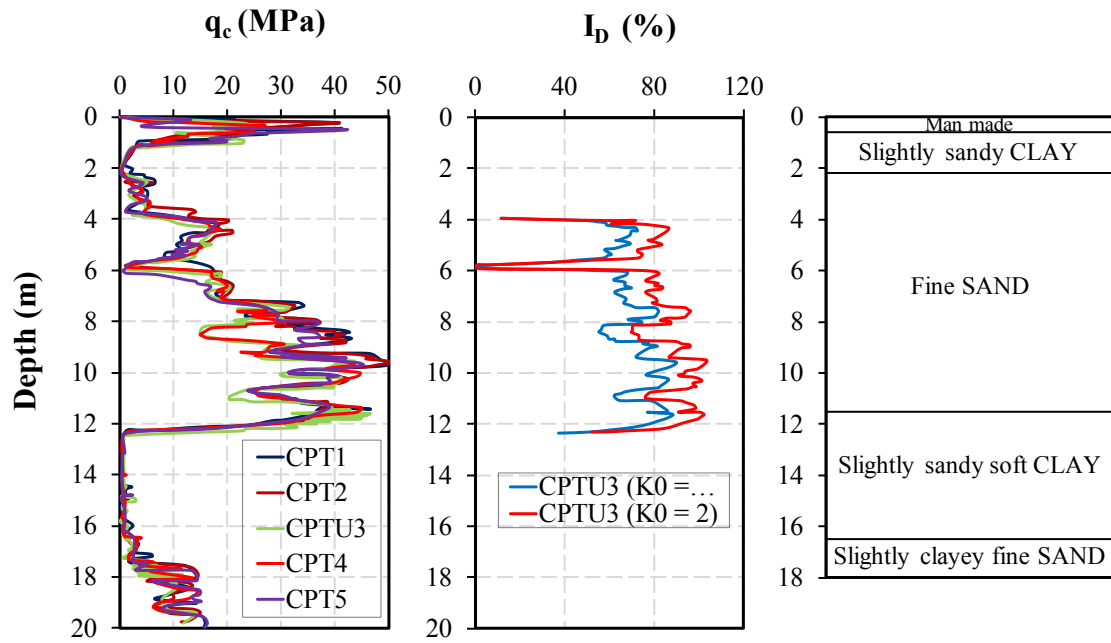 q_c (MPa)
0 10 20 30 40 50
Depth (m)
0
2
4
6
8
10
12
14
16
18
20
CPT1
CPT2
CPTU3
CPT4
CPT5
I_D (%)
0 40 80 120
0
2
4
6
8
10
12
14
16
18
20
CPTU3 (K0 =…
CPTU3 (K0 = 2)
0
2
4
6
8
10
12
14
16
18
Man made
Slightly sandy CLAY
Fine SAND
Slightly sandy soft CLAY
Slightly clayey fine SAND